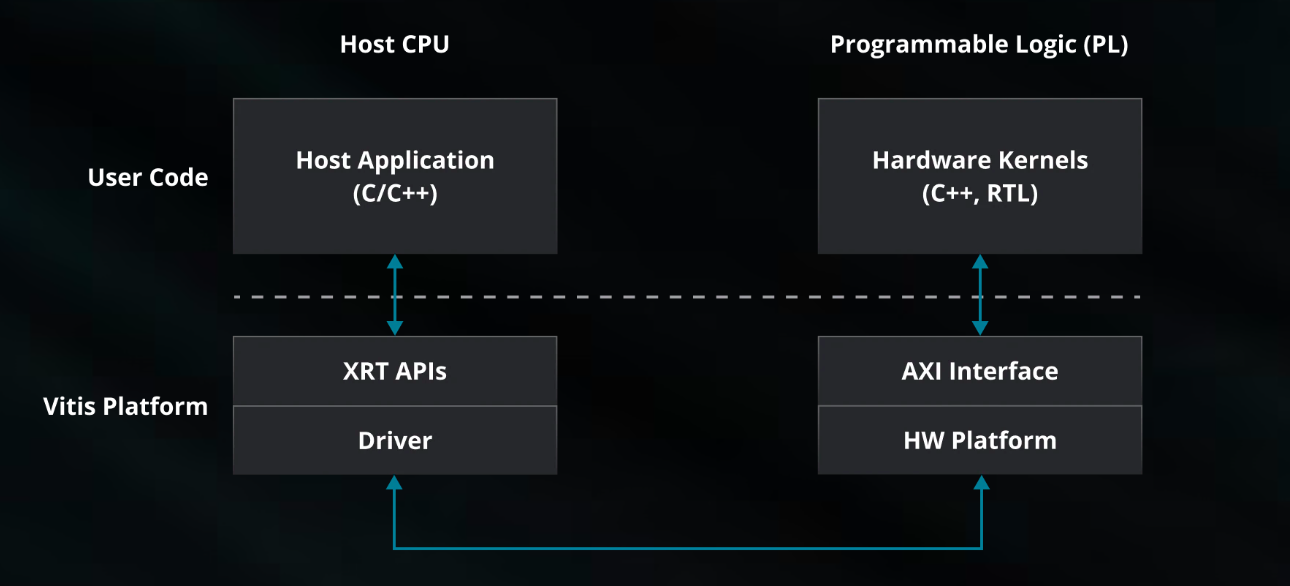 Host CPU
Programmable Logic (PL)
User Code
Host Application
(C/C++)
Hardware Kernels
(C++, RTL)
Vitis Platform
XRT APIs
Driver
AXI Interface
HW Platform